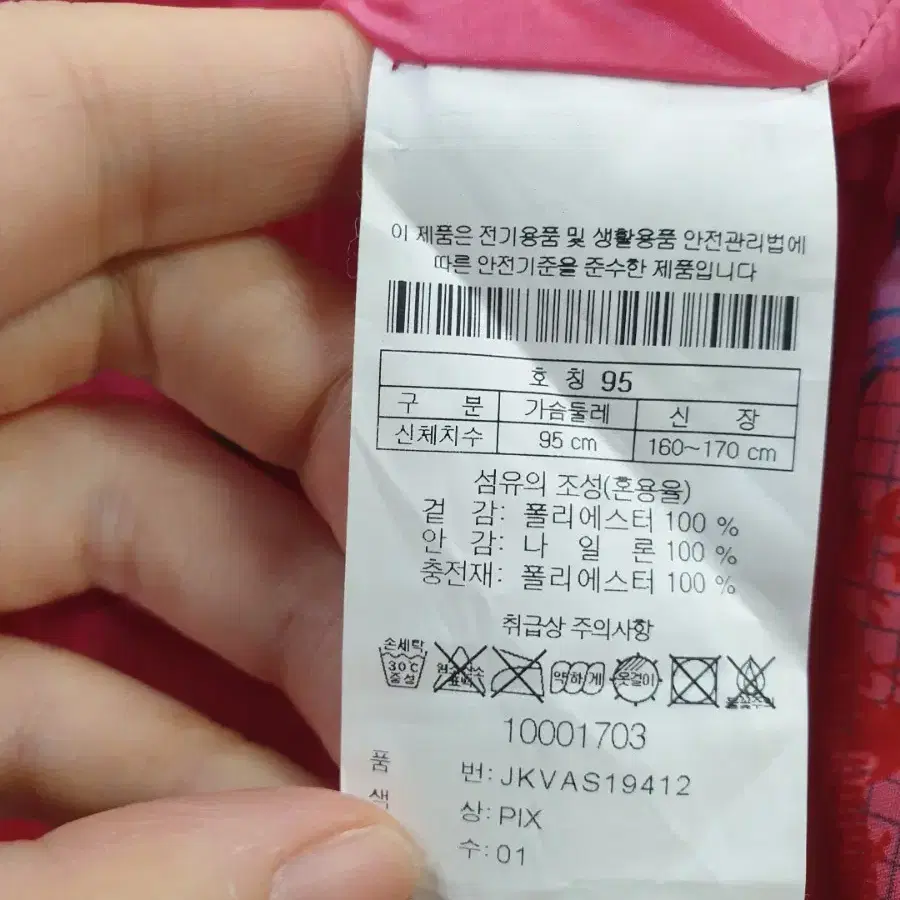 이 제품은 전기용품 및 생활용품 안전관리법에
따른 안전기준을 준수한 제품입니다
호 칭 95
구 분 가슴둘레 신 장
신체치수 95 cm 160~170 cm
섬유의 조성(혼용율)
겉 감: 폴리에스터 100 %
안 감: 나 일 론 100 %
충전재: 폴리에스터 100 %
취급상 주의사항
손세탁
30℃
중성
약하게
옷걸이
10001703
품 번: JKVAS19412
색 상: PIX
수: 01